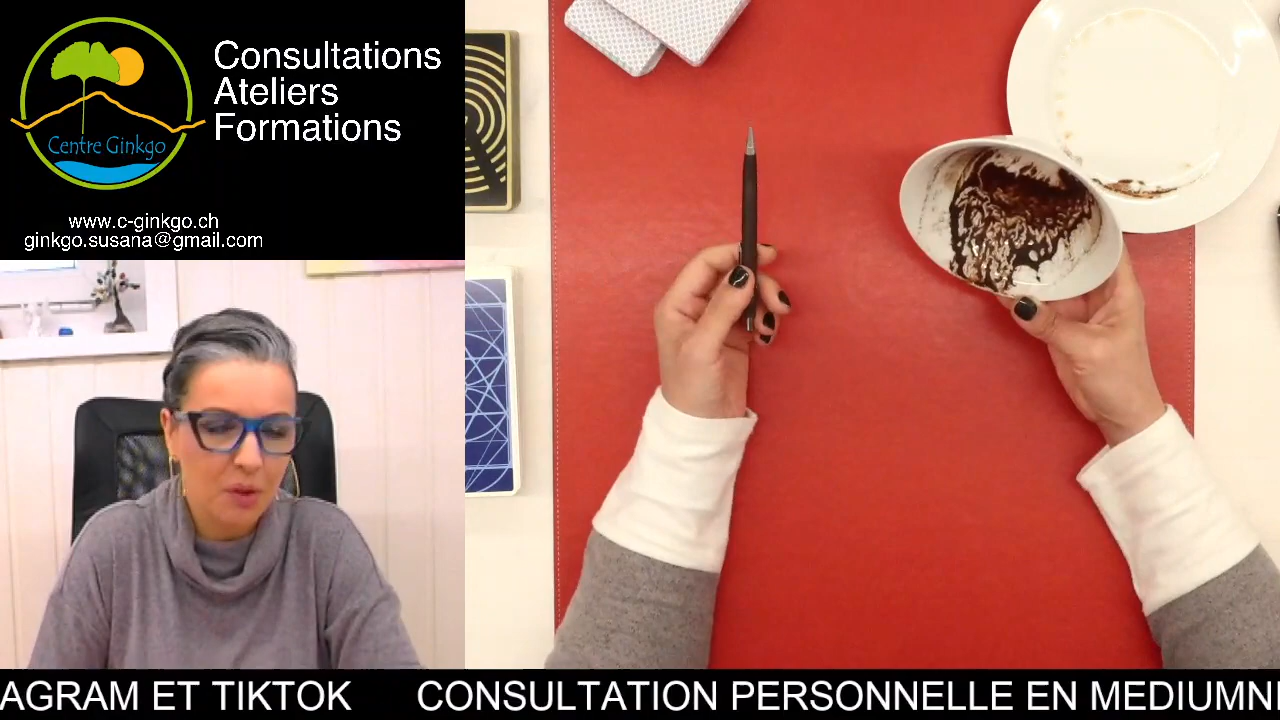 Centre Ginkgo
Consultations
Ateliers
Formations
www.c-ginkgo.ch
ginkgo.susana@gmail.com
AGRAM ET TIKTOK CONSULTATION PERSONNELLE EN MEDIUMNI